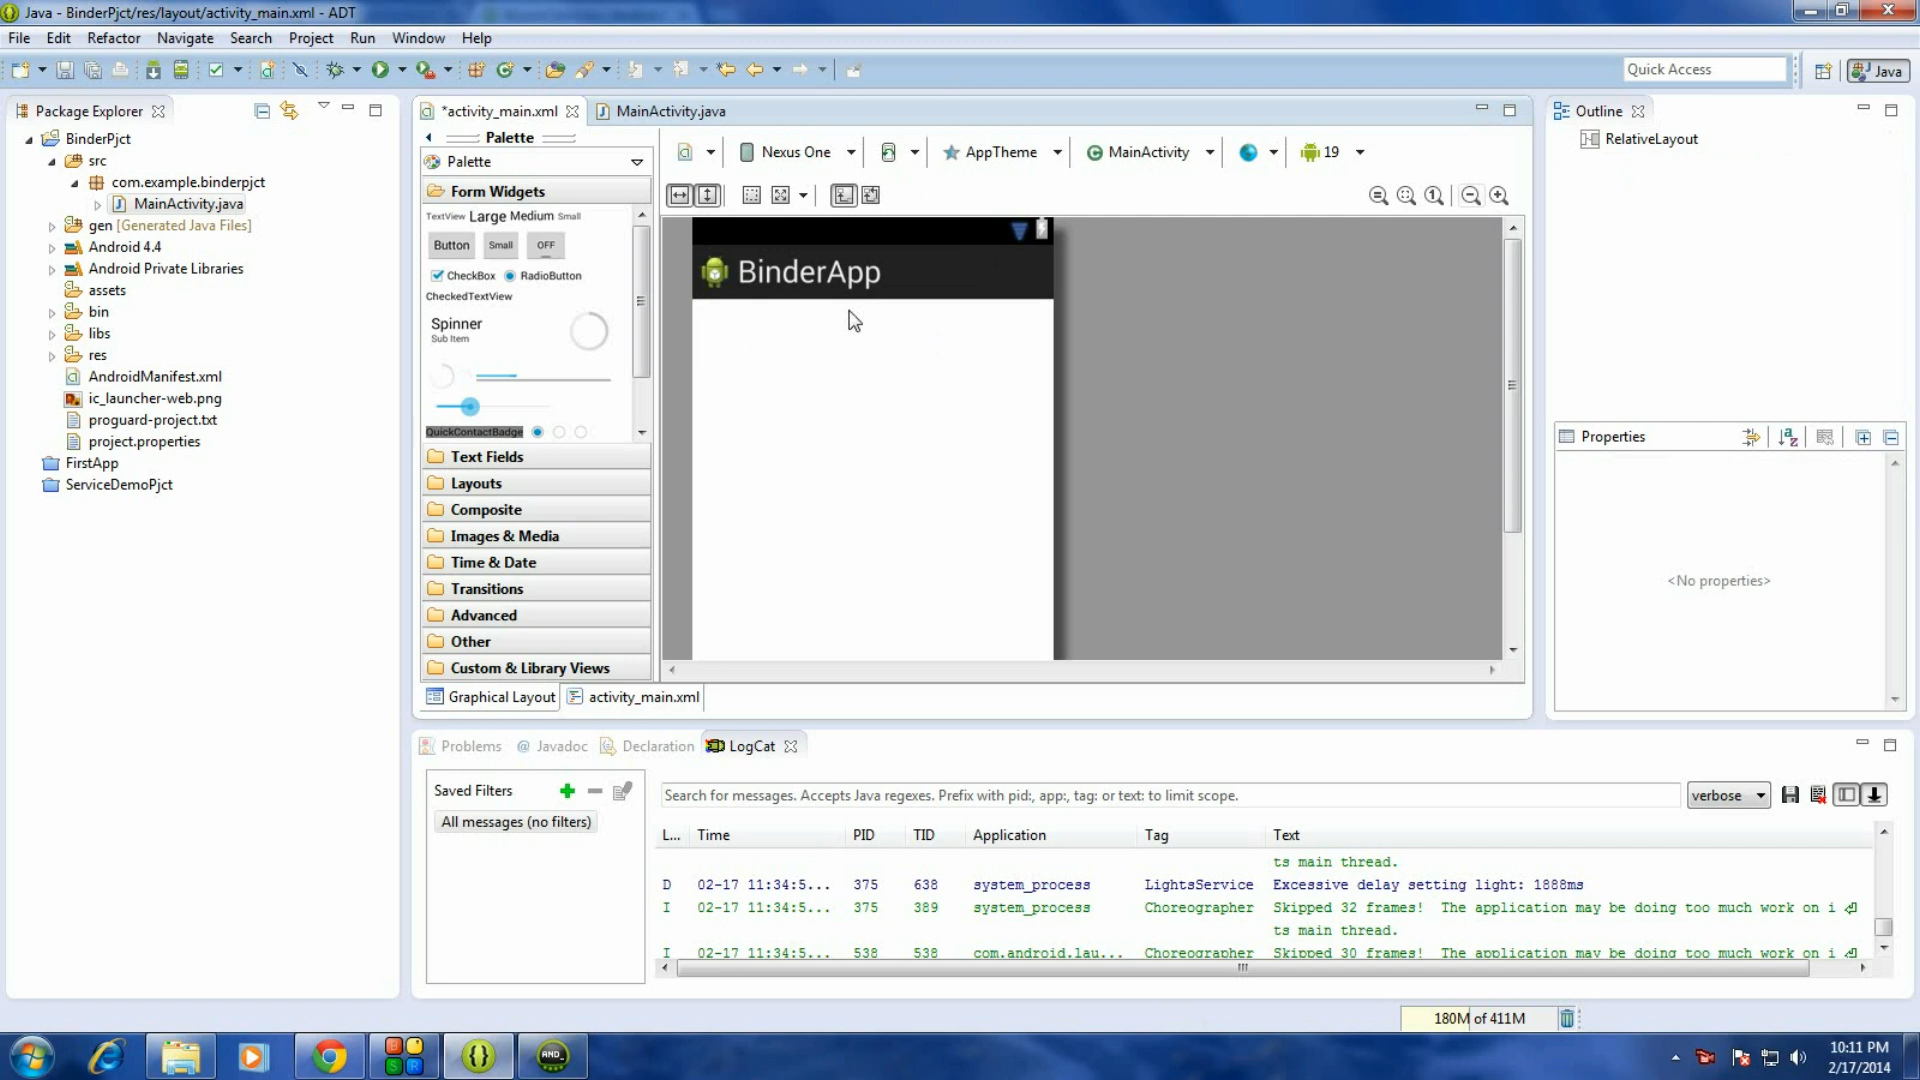 Java - BinderPjct/res/layout/activity_main.xml - ADT
File Edit Refactor Navigate Search Project Run Window Help
Quick Access
Java
Package Explorer
BinderPjct
src
com.example.binderpjct
MainActivity.java
gen [Generated Java Files]
Android 4.4
Android Private Libraries
assets
bin
libs
res
AndroidManifest.xml
ic_launcher-web.png
proguard-project.txt
project.properties
FirstApp
ServiceDemoPjct
*activity_main.xml
MainActivity.java
Palette
Palette
Form Widgets
TextView Large Medium Small
Button Small OFF
CheckBox RadioButton
CheckedTextView
Spinner
Sub Item
QuickContactBadge
Text Fields
Layouts
Composite
Images & Media
Time & Date
Transitions
Advanced
Other
Custom & Library Views
Graphical Layout
activity_main.xml
Nexus One
AppTheme
MainActivity
19
BinderApp
Outline
RelativeLayout
Properties
<No properties>
Problems
@ Javadoc
Declaration
LogCat
Saved Filters
All messages (no filters)
Search for messages. Accepts Java regexes. Prefix with pid:, app:, tag: or text: to limit scope.
verbose
L... Time PID TID Application Tag Text
ts main thread.
D 02-17 11:34:5... 375 638 system_process LightsService Excessive delay setting light: 1888ms
I 02-17 11:34:5... 375 389 system_process Choreographer Skipped 32 frames! The application may be doing too much work on i
ts main thread.
I 02-17 11:34:5... 538 538 com.android.lau... Choreographer Skipped 30 frames! The application may be doing too much work on i
180M of 411M
AND_
10:11 PM
2/17/2014